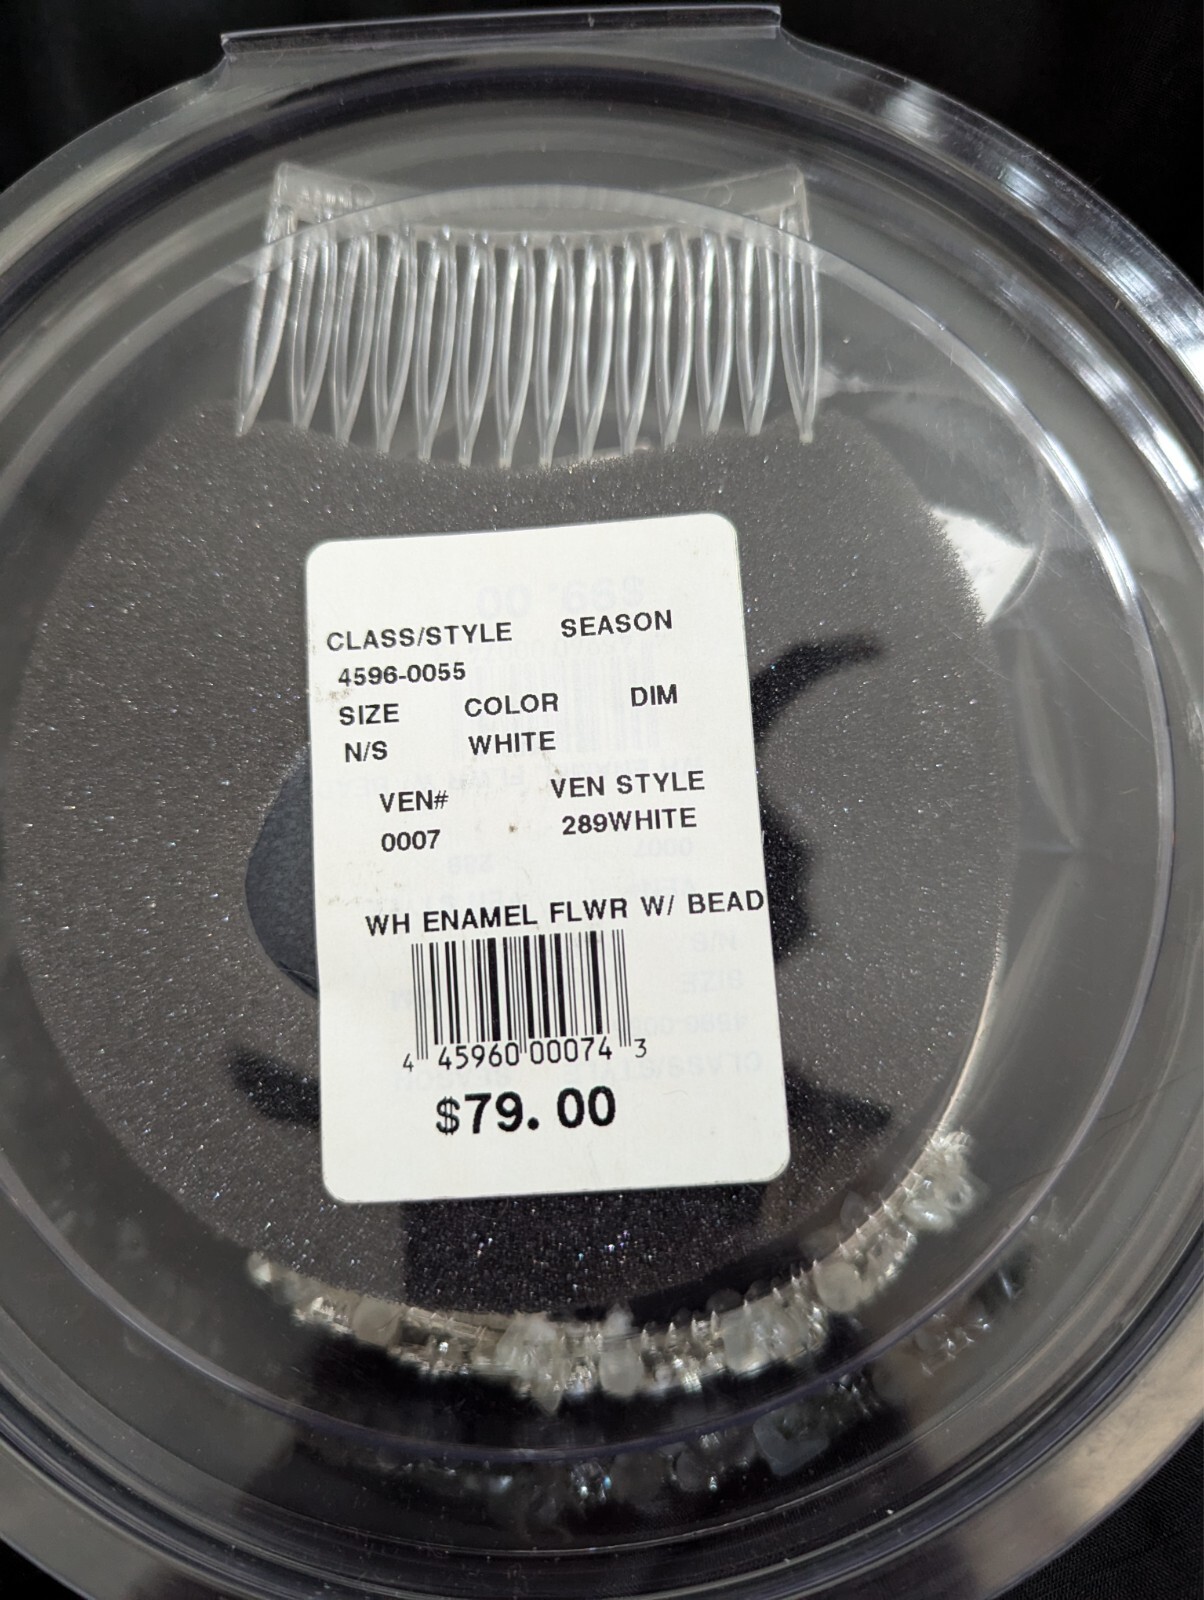 CLASS/STYLE SEASON
4596-0055
SIZE COLOR DIM
N/S WHITE
VEN# VEN STYLE
0007 289WHITE
WH ENAMEL FLWR W/ BEAD
4 45960 00074 3
$79.00